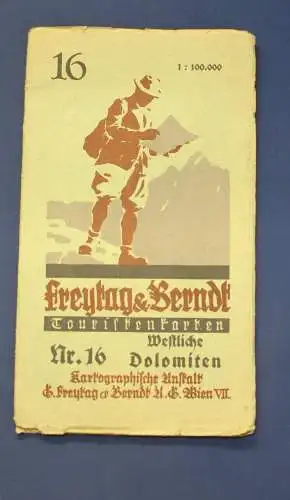 16
1 : 100.000
Freytag & Berndt
Touristenkarten
Westliche
Nr. 16 Dolomiten
Kartographische Anstalt
G. Freytag & Berndt A. G. Wien VII.